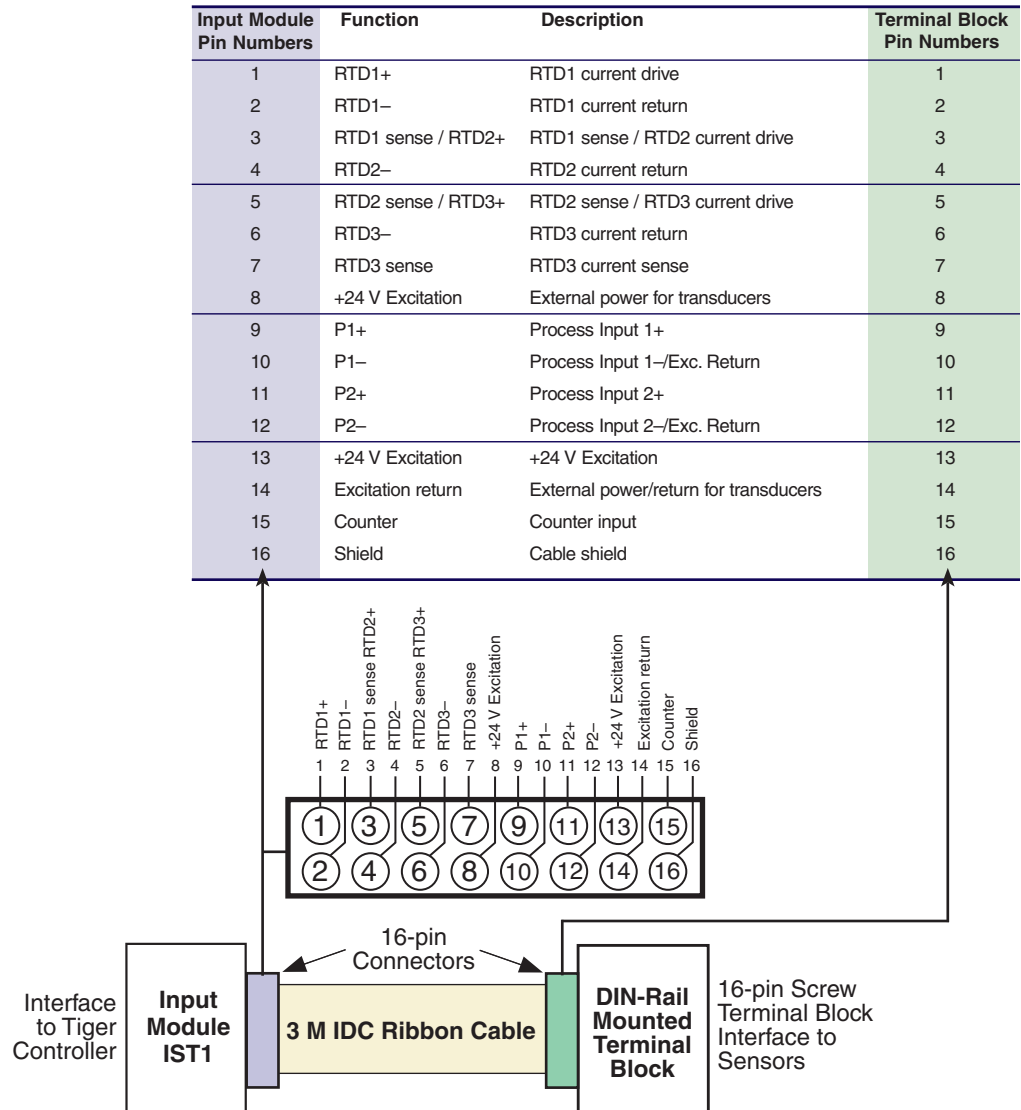 Input Module Pin Numbers Function Description Terminal Block Pin Numbers
1 RTD1+ RTD1 current drive 1
2 RTD1– RTD1 current return 2
3 RTD1 sense / RTD2+ RTD1 sense / RTD2 current drive 3
4 RTD2– RTD2 current return 4
5 RTD2 sense / RTD3+ RTD2 sense / RTD3 current drive 5
6 RTD3– RTD3 current return 6
7 RTD3 sense RTD3 current sense 7
8 +24 V Excitation External power for transducers 8
9 P1+ Process Input 1+ 9
10 P1– Process Input 1–/Exc. Return 10
11 P2+ Process Input 2+ 11
12 P2– Process Input 2–/Exc. Return 12
13 +24 V Excitation +24 V Excitation 13
14 Excitation return External power/return for transducers 14
15 Counter Counter input 15
16 Shield Cable shield 16
RTD1+
RTD1–
RTD1 sense RTD2+
RTD2–
RTD2 sense RTD3+
RTD3–
RTD3 sense
+24 V Excitation
P1+
P1–
P2+
P2–
+24 V Excitation
Excitation return
Counter
Shield
1 2 3 4 5 6 7 8 9 10 11 12 13 14 15 16
1 3 5 7 9 11 13 15
2 4 6 8 10 12 14 16
16-pin
Connectors
Interface
to Tiger
Controller
Input
Module
IST1
3 M IDC Ribbon Cable
DIN-Rail
Mounted
Terminal
Block
16-pin Screw
Terminal Block
Interface to
Sensors